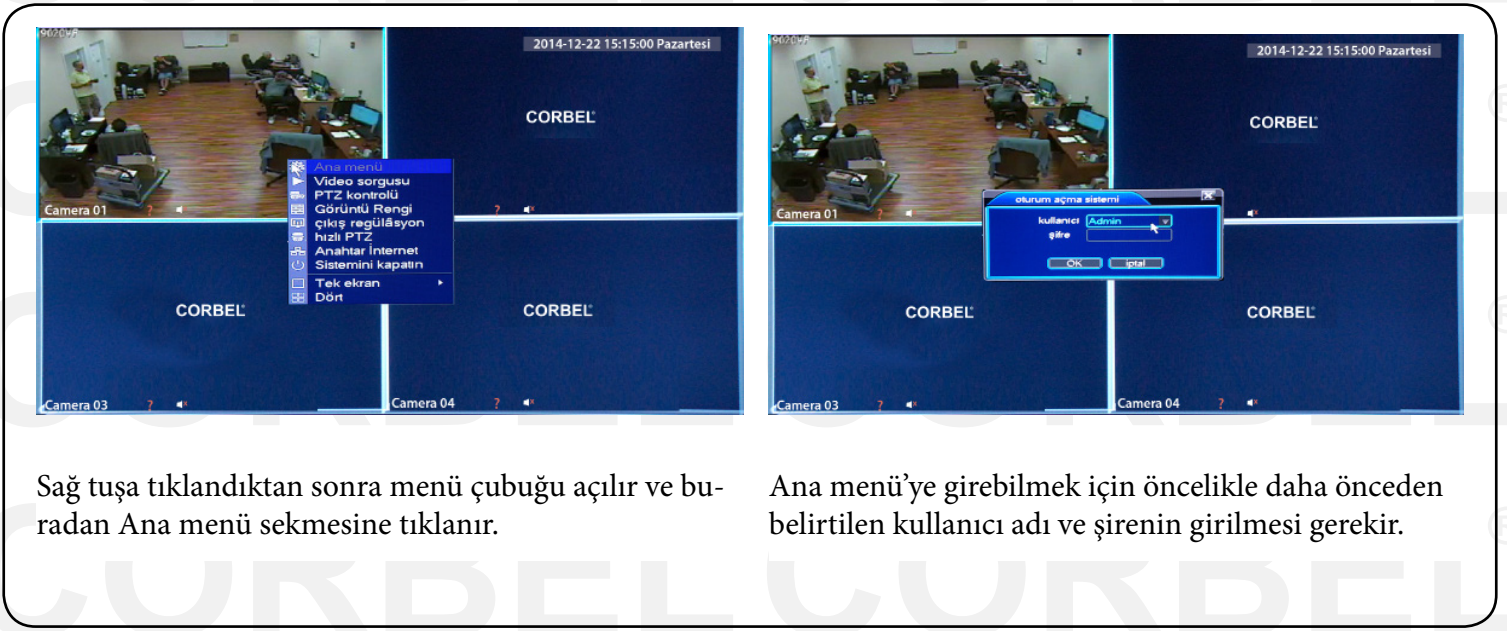 2014-12-22 15:15:00 Pazartesi
CORBEL
Camera 01
Ana menü
Video sorgusu
PTZ kontrolü
Görüntü Rengi
çıkış regülâsyon
hızlı PTZ
Anahtar İnternet
Sistemini kapatın
Tek ekran
Dört
CORBEL
CORBEL
Camera 03
Camera 04
Sağ tuşa tıklandıktan sonra menü çubuğu açılır ve bu-
radan Ana menü sekmesine tıklanır.
2014-12-22 15:15:00 Pazartesi
CORBEL
Camera 01
oturum açma sistemi
kullanıcı Admin
şifre
OK iptal
CORBEL
CORBEL
Camera 03
Camera 04
Ana menü’ye girebilmek için öncelikle daha önceden
belirtilen kullanıcı adı ve şirenin girilmesi gerekir.
CORBEL CORBEL